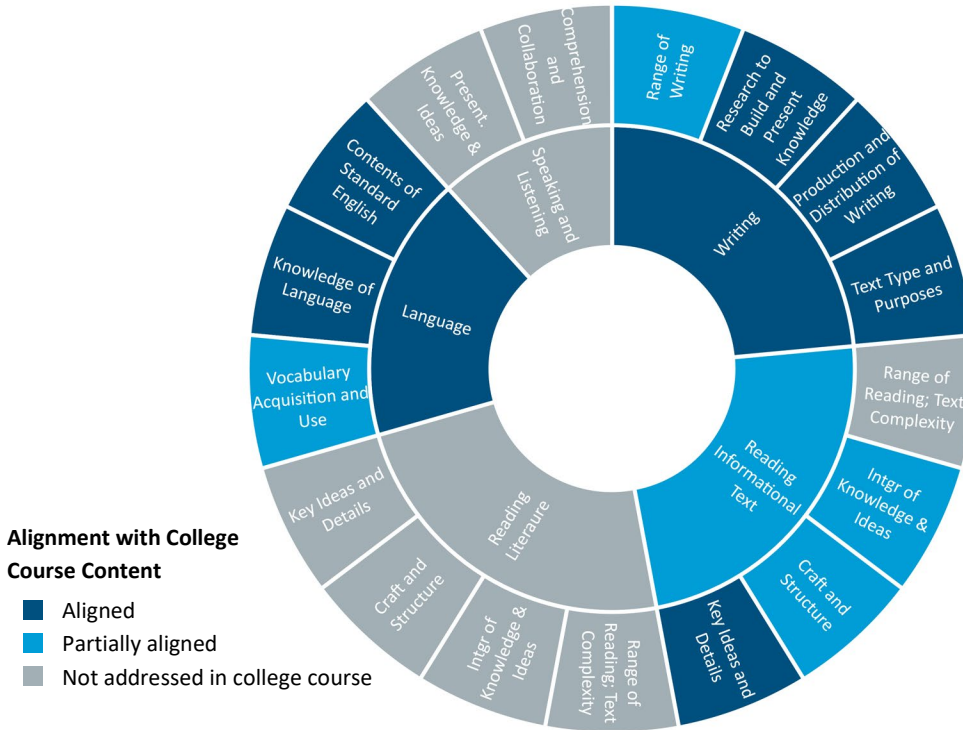 Comprehension
and
Collaboration
Range of
Writing
Research to
Build and
Present
Knowledge
Production and
Distribution of
Writing
Text Type and
Purposes
Range of
Reading; Text
Complexity
Intgr of
Knowledge &
Ideas
Craft and
Structure
Key Ideas and
Details
Range of
Reading; Text
Complexity
Intgr of
Knowledge &
Ideas
Craft and
Structure
Key Ideas and
Details
Vocabulary
Acquisition and
Use
Knowledge of
Language
Contents of
Standard
English
Present.
Knowledge &
Ideas
Speaking and
Listening
Writing
Reading
Informational
Text
Reading
Literaure
Language
Alignment with College
Course Content
Aligned
Partially aligned
Not addressed in college course